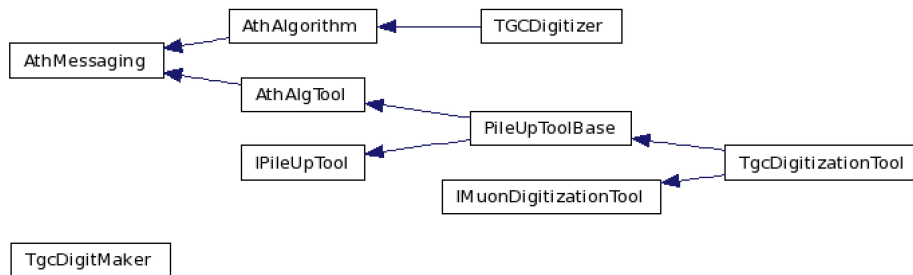 AthAlgorithm
TGCDigitizer
AthMessaging
AthAlgTool
PileUpToolBase
IPileUpTool
TgcDigitizationTool
IMuonDigitizationTool
TgcDigitMaker